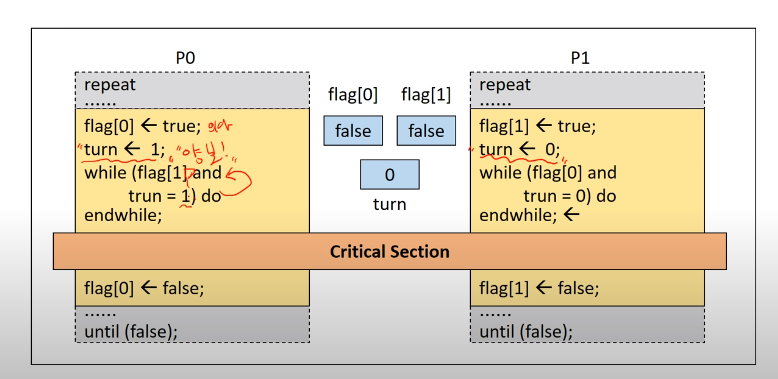 P0
repeat
......
flag[0] ← true; 의사
"turn ← 1; "양보!"
while (flag[1] and
trun = 1) do
endwhile;
flag[0] flag[1]
false false
0
turn
P1
repeat
......
flag[1] ← true;
"turn ← 0;"
while (flag[0] and
trun = 0) do
endwhile; ←
Critical Section
flag[0] ← false;
......
until (false);
flag[1] ← false;
......
until (false);